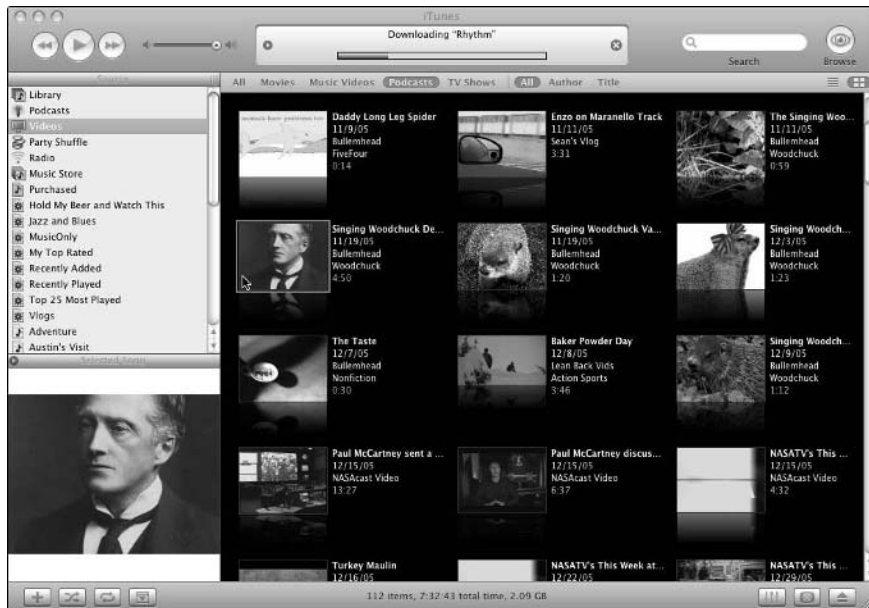 iTunes
Downloading "Rhythm"
Search
Browse
Source
All Movies Music Videos Podcasts TV Shows All Author Title
Library
Podcasts
Videos
Party Shuffle
Radio
Music Store
Purchased
Hold My Beer and Watch This
Jazz and Blues
MusicOnly
My Top Rated
Recently Added
Recently Played
Top 25 Most Played
Vlogs
Adventure
Austin's Visit
Selected Song
Daddy Long Leg Spider
11/9/05
Bullemhead
FiveFour
0:14
Enzo on Maranello Track
11/11/05
Sean's Vlog
3:31
The Singing Woo...
11/11/05
Bullemhead
Woodchuck
0:59
Singing Woodchuck De...
11/19/05
Bullemhead
Woodchuck
4:50
Singing Woodchuck Va...
11/19/05
Bullemhead
Woodchuck
1:20
Singing Woodch...
12/3/05
Bullemhead
Woodchuck
1:23
The Taste
12/7/05
Bullemhead
Nonfiction
0:30
Baker Powder Day
12/8/05
Lean Back Vids
Action Sports
3:46
Singing Woodch...
12/9/05
Bullemhead
Woodchuck
1:12
Paul McCartney sent a ...
12/15/05
NASAcast Video
13:27
Paul McCartney discus...
12/15/05
NASAcast Video
6:37
NASATV's This ...
12/15/05
NASAcast Video
4:32
Turkey Maulin
12/16/05
NASATV's This Week at...
12/22/05
NASATV's This ...
12/29/05
112 items, 7:32:43 total time, 2.09 GB